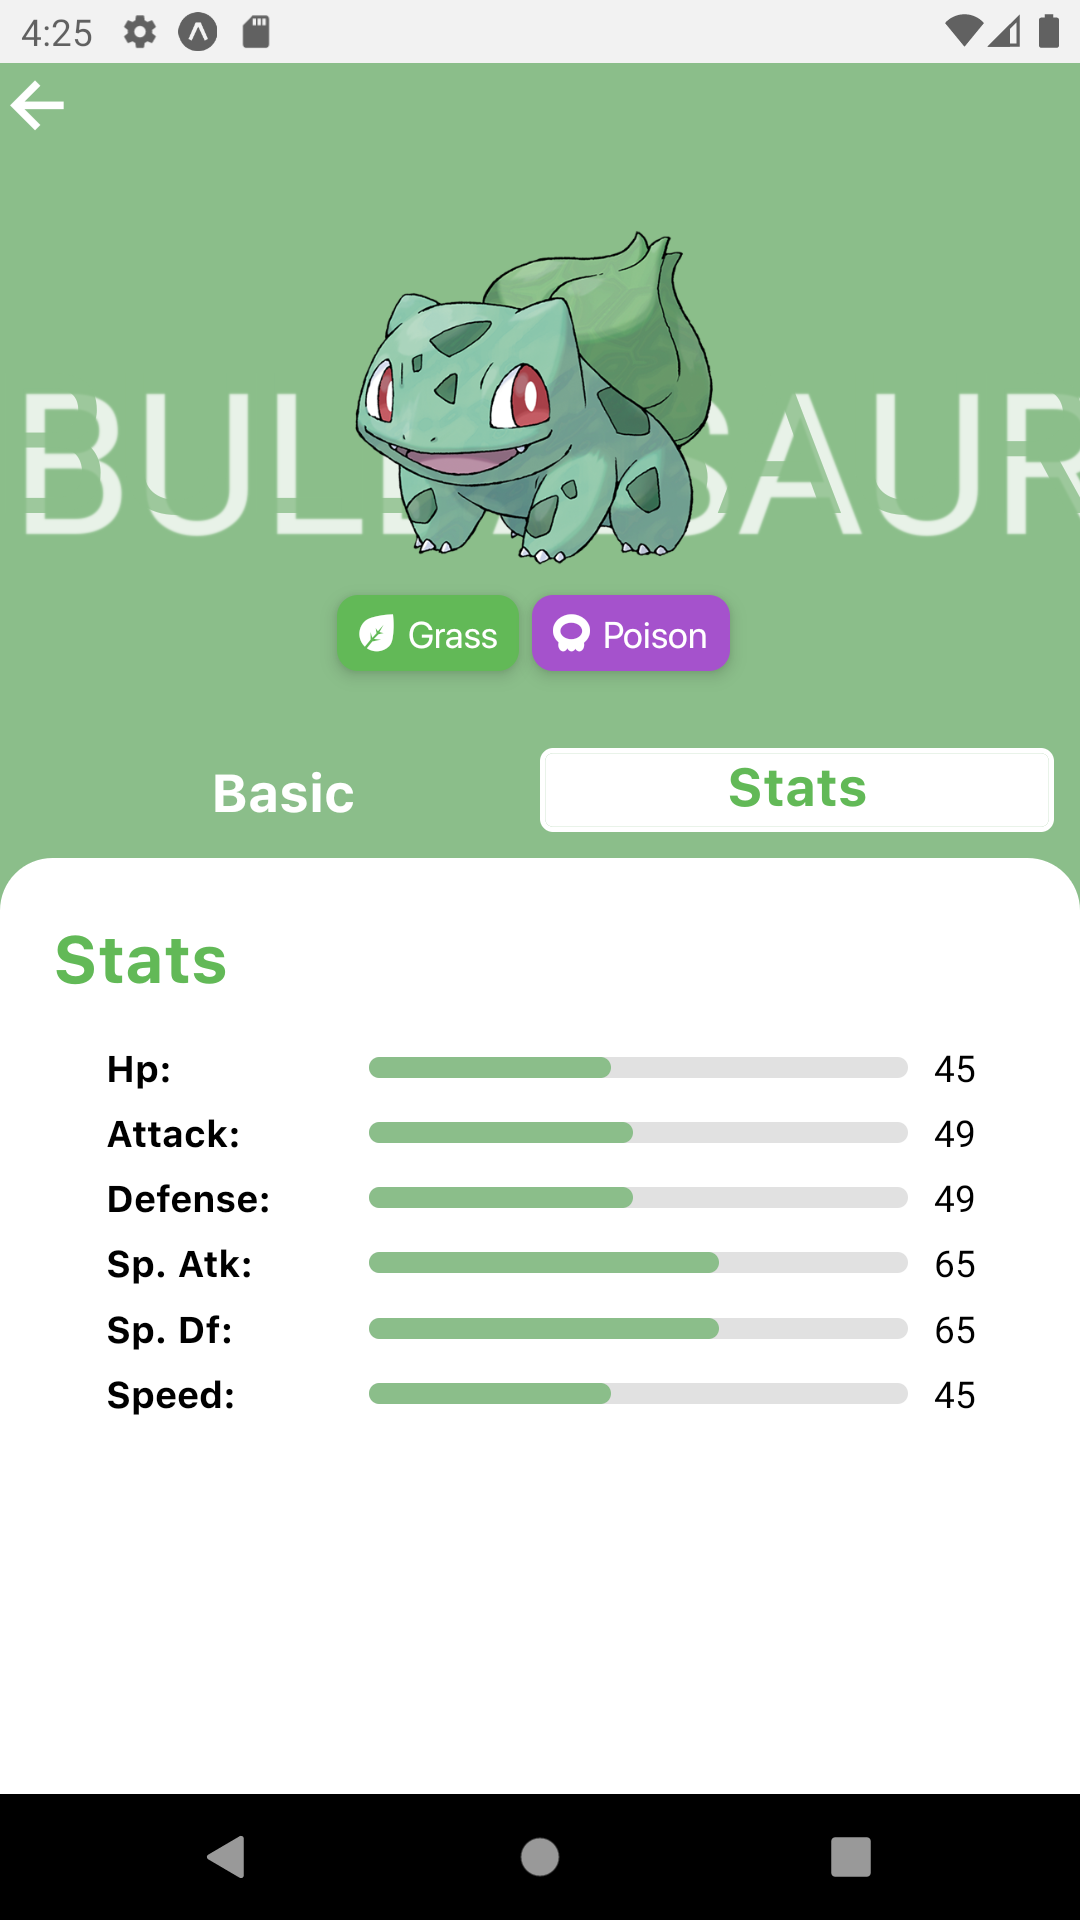 4:25
BULBASAUR
Grass Poison
Basic Stats
Stats
Hp: 45
Attack: 49
Defense: 49
Sp. Atk: 65
Sp. Df: 65
Speed: 45